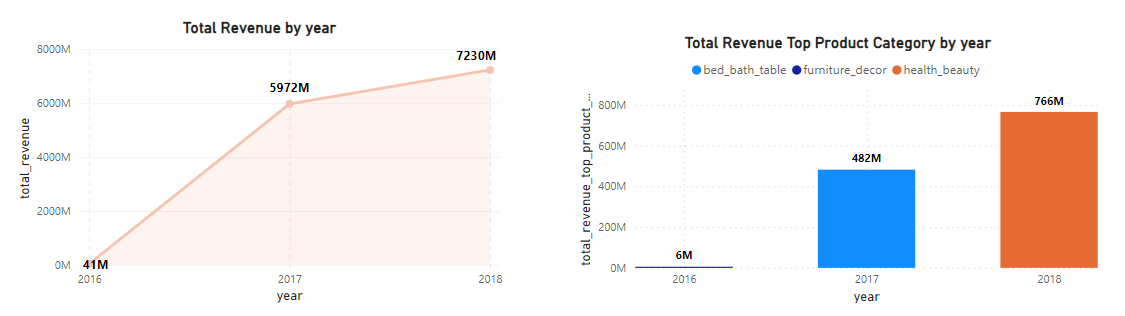 Total Revenue by year
8000M
6000M
4000M
2000M
0M
total_revenue
41M
5972M
7230M
2016
2017
2018
year
Total Revenue Top Product Category by year
bed_bath_table furniture_decor health_beauty
800M
600M
400M
200M
0M
total_revenue_top_product_...
6M
482M
766M
2016
2017
2018
year